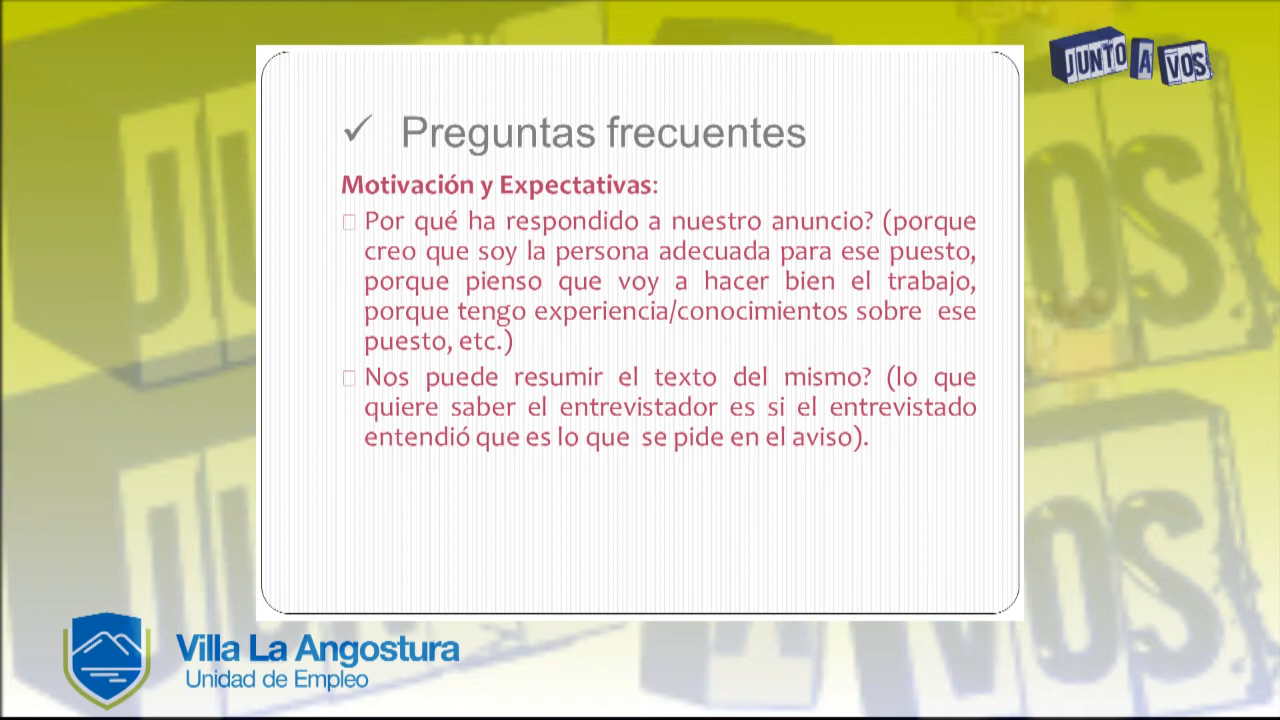 JUNTO A VOS
✓ Preguntas frecuentes
Motivación y Expectativas:
Por qué ha respondido a nuestro anuncio? (porque
creo que soy la persona adecuada para ese puesto,
porque pienso que voy a hacer bien el trabajo,
porque tengo experiencia/conocimientos sobre ese
puesto, etc.)
Nos puede resumir el texto del mismo? (lo que
quiere saber el entrevistador es si el entrevistado
entendió que es lo que se pide en el aviso).
Villa La Angostura
Unidad de Empleo